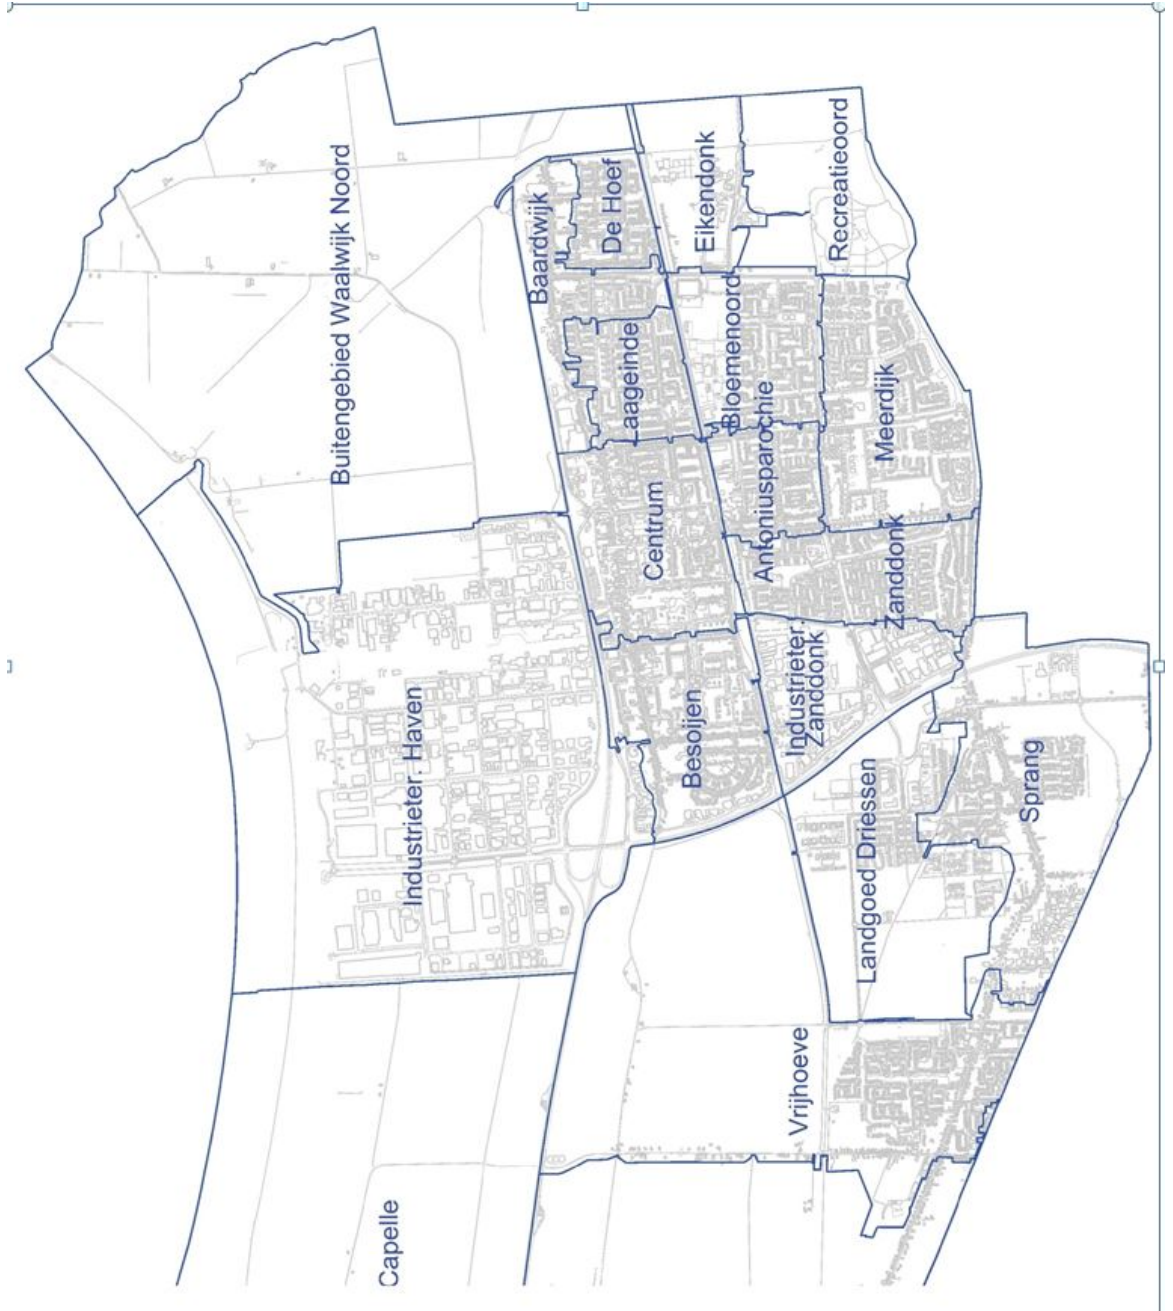 Capelle
Industrieter. Haven
Buitengebied Waalwijk Noord
Baardwijk
De Hoef
Laageinde
Centrum
Besoijen
Eikendonk
Bloemenoord
Antoniusparochie
Industrieter.
Zanddonk
Vrijhoeve
Recreatieoord
Meerdijk
Zanddonk
Landgoed Driessen
Sprang